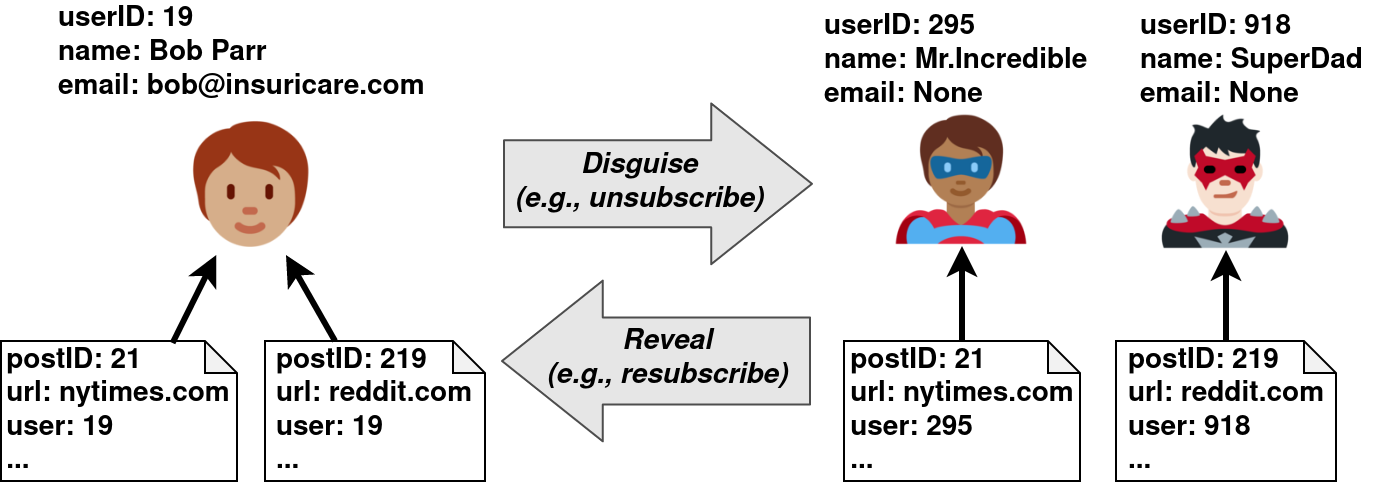 userID: 19
name: Bob Parr
email: bob@insuricare.com
userID: 295
name: Mr.Incredible
email: None
userID: 918
name: SuperDad
email: None
Disguise
(e.g., unsubscribe)
Reveal
(e.g., resubscribe)
postID: 21
url: nytimes.com
user: 19
...
postID: 219
url: reddit.com
user: 19
...
postID: 21
url: nytimes.com
user: 295
...
postID: 219
url: reddit.com
user: 918
...